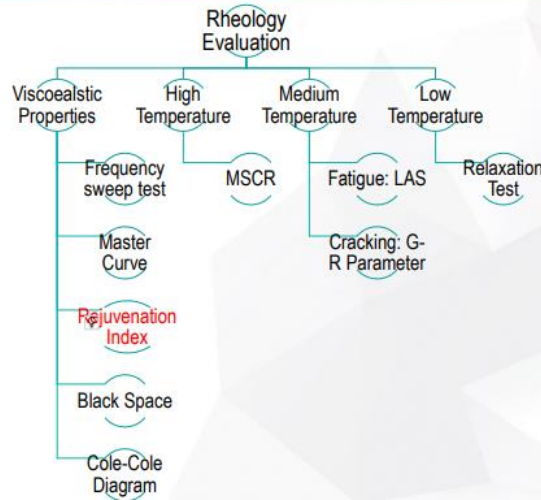 Rheology
Evaluation
Viscoealstic
Properties
High
Temperature
Medium
Temperature
Low
Temperature
Frequency
sweep test
MSCR
Fatigue: LAS
Relaxation
Test
Master
Curve
Cracking: G-
R Parameter
Rejuvenation
Index
Black Space
Cole-Cole
Diagram